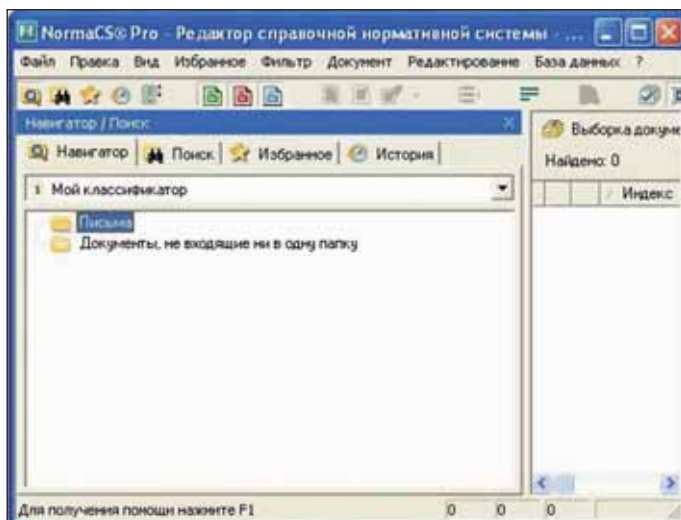 NormaCS® Pro - Редактор справочной нормативной системы - ...
Файл Правка Вид Избранное Фильтр Документ Редактирование База данных ?
Навигатор / Поиск
Навигатор Поиск Избранное История
1 Мой классификатор
Письма
Документы, не входящие ни в одну папку
Выборка докуме
Найдено: 0
/ Индекс
Для получения помощи нажмите F1 0 0 0